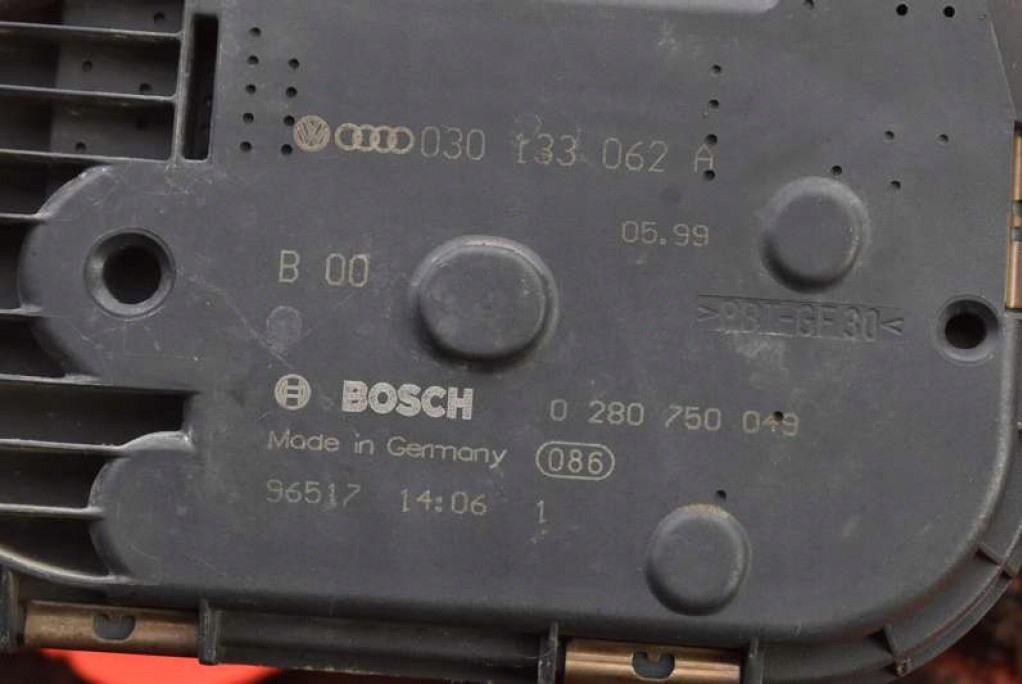 030 133 062 A
05.99
B 00
>PBT-GF30<
BOSCH 0 280 750 049
Made in Germany 086
96517 14:06 1